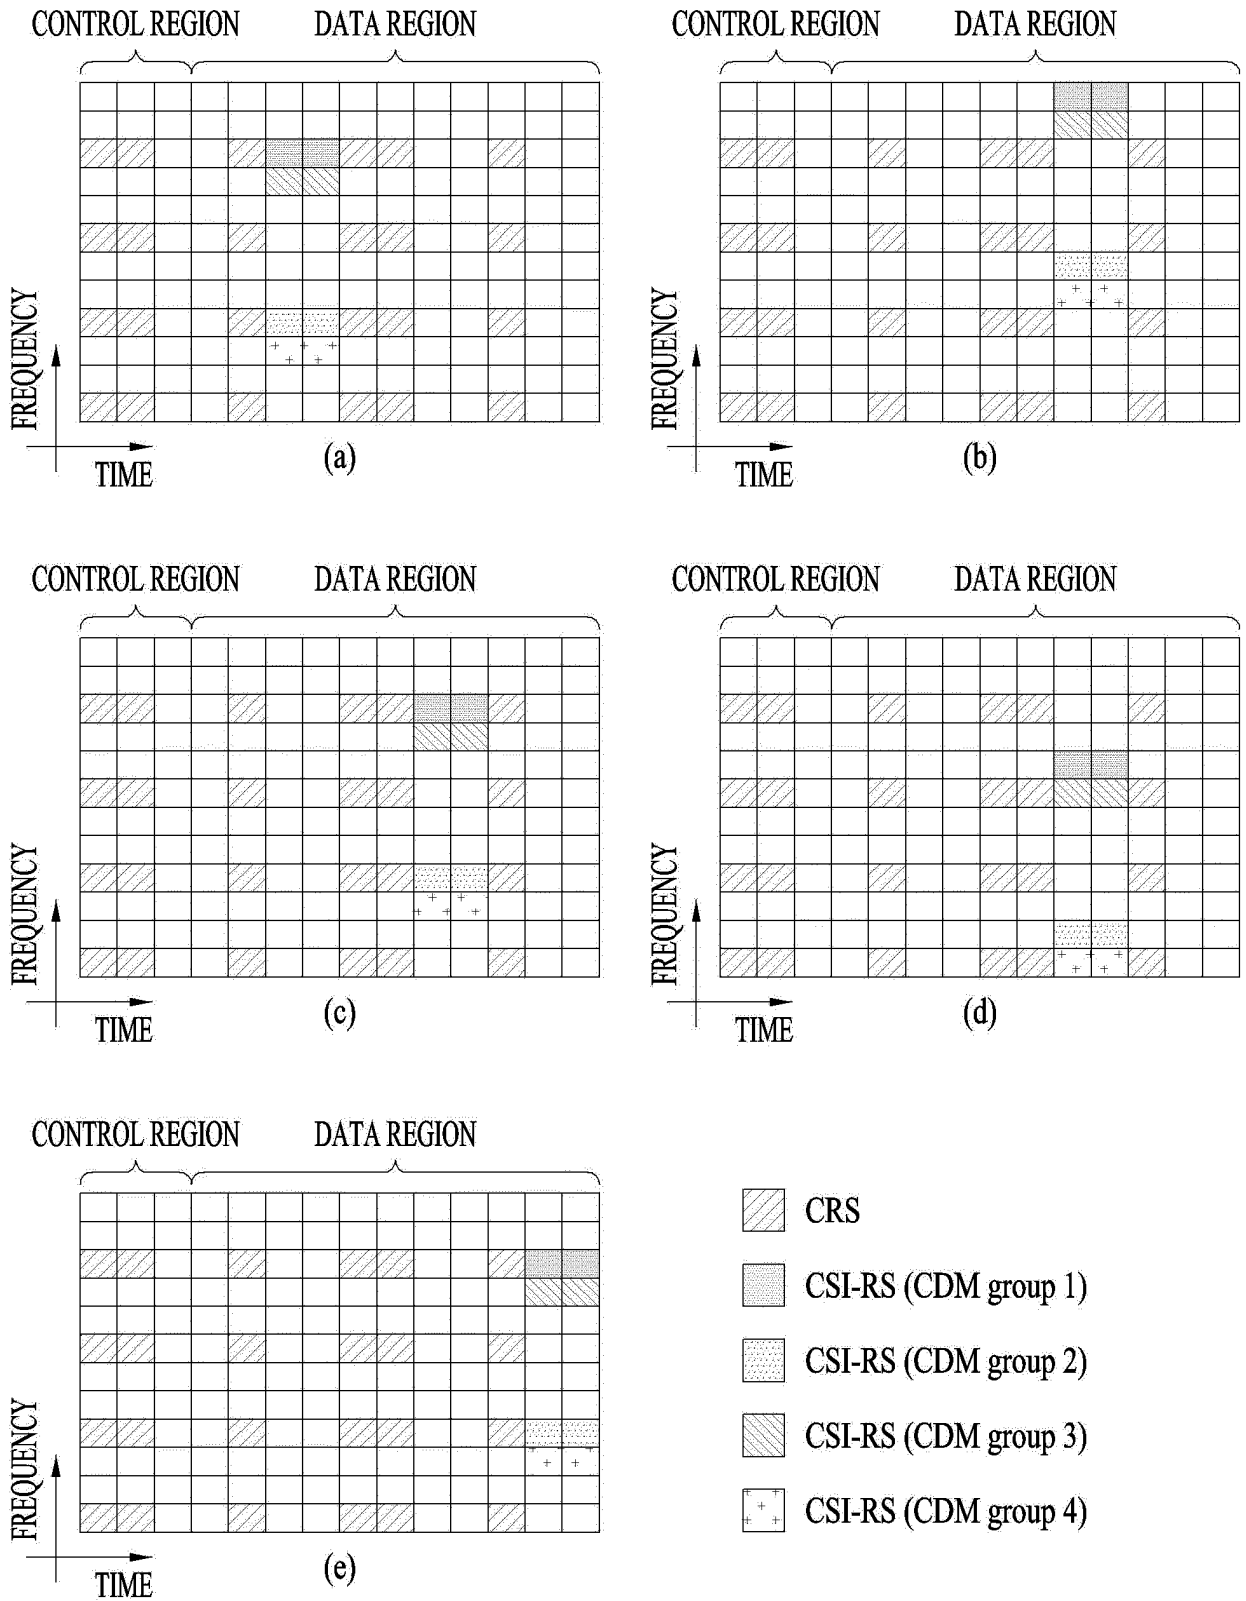 CONTROL REGION DATA REGION
CONTROL REGION DATA REGION
FREQUENCY
TIME
(a)
FREQUENCY
TIME
(b)
CONTROL REGION DATA REGION
CONTROL REGION DATA REGION
FREQUENCY
TIME
(c)
FREQUENCY
TIME
(d)
CONTROL REGION DATA REGION
FREQUENCY
TIME
(e)
CRS
CSI-RS (CDM group 1)
CSI-RS (CDM group 2)
CSI-RS (CDM group 3)
CSI-RS (CDM group 4)